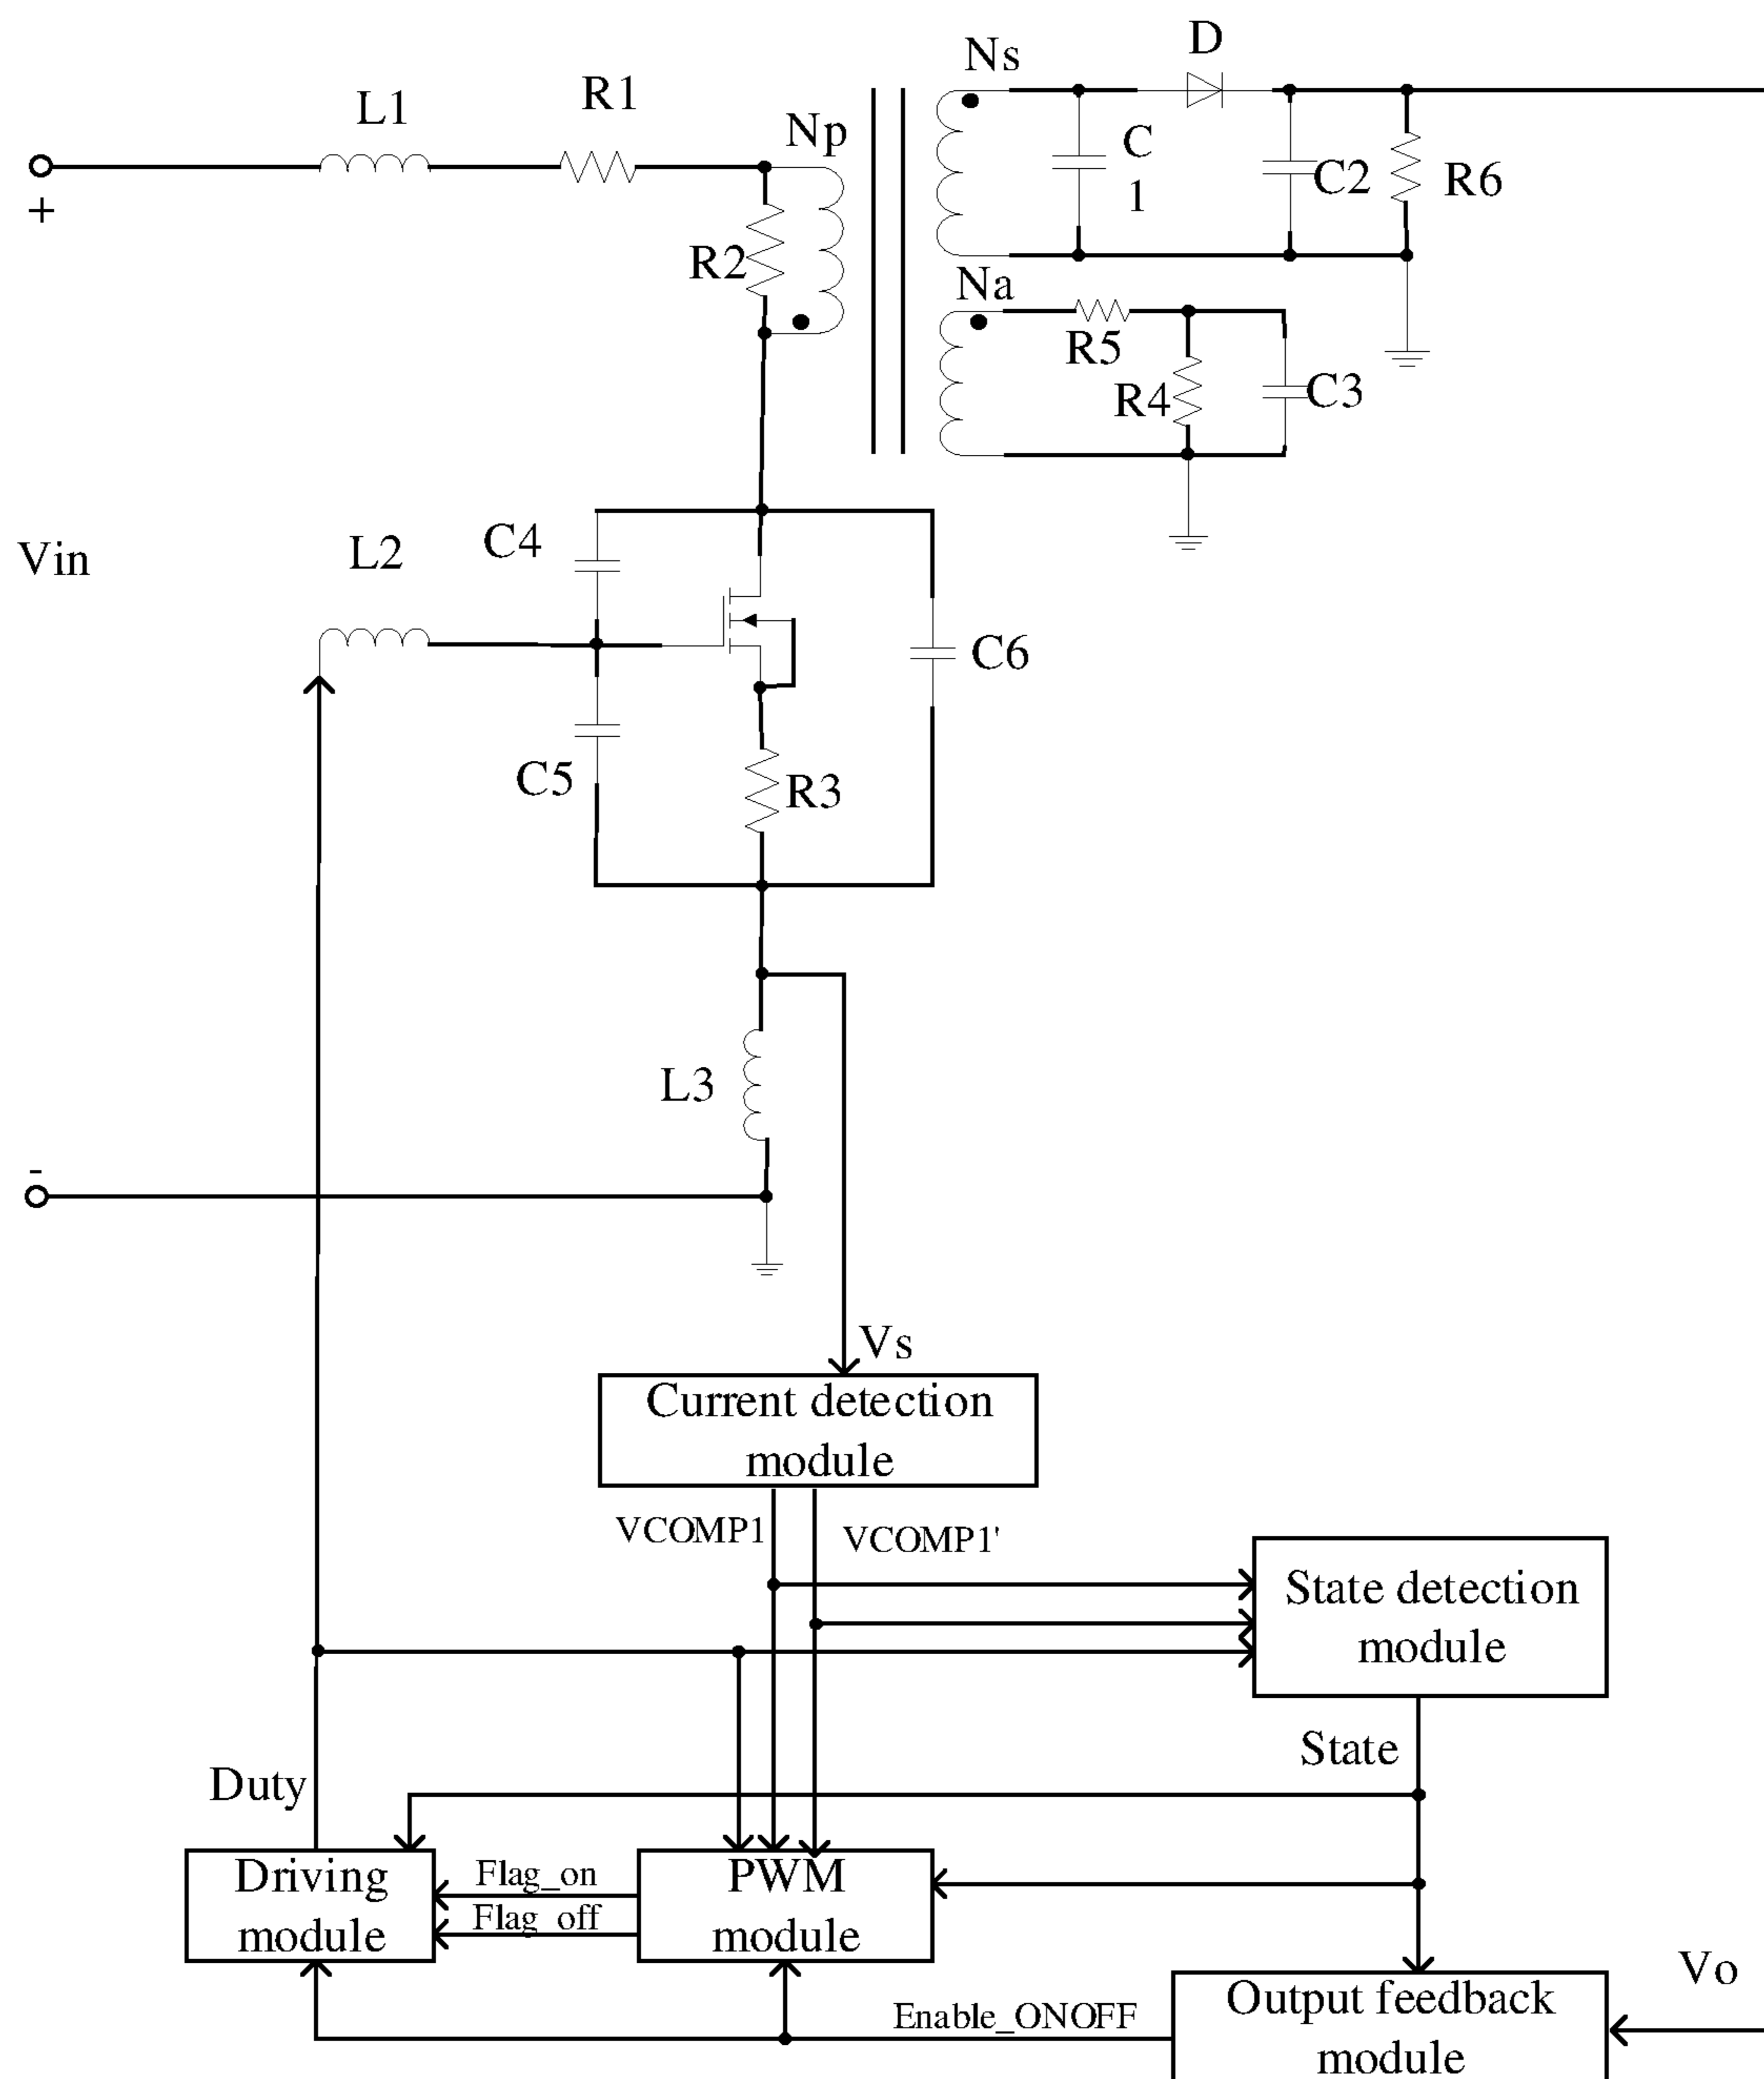 Ns
D
R1
L1
Np
C
1
C2
R6
+
R2
Na
R5
R4
C3
C4
L2
Vin
C6
C5
R3
L3
-
Vs
Current detection
module
VCOMP1
VCOMP1'
State detection
module
State
Duty
Driving
module
Flag_on
Flag_off
PWM
module
Vo
Enable_ONOFF
Output feedback
module